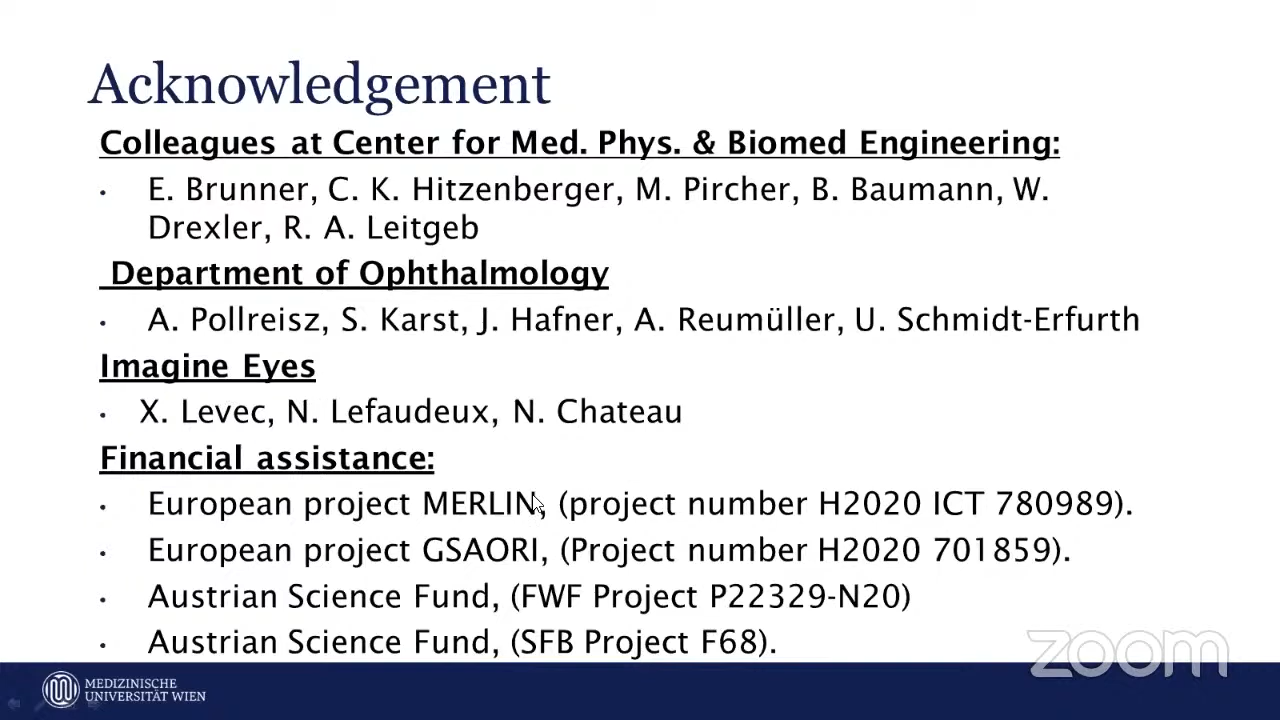 Acknowledgement
Colleagues at Center for Med. Phys. & Biomed Engineering:
• E. Brunner, C. K. Hitzenberger, M. Pircher, B. Baumann, W.
Drexler, R. A. Leitgeb
Department of Ophthalmology
• A. Pollreisz, S. Karst, J. Hafner, A. Reumüller, U. Schmidt-Erfurth
Imagine Eyes
• X. Levec, N. Lefaudeux, N. Chateau
Financial assistance:
• European project MERLIN, (project number H2020 ICT 780989).
• European project GSAORI, (Project number H2020 701859).
• Austrian Science Fund, (FWF Project P22329-N20)
• Austrian Science Fund, (SFB Project F68).
zoom
MEDIZINISCHE
UNIVERSITÄT WIEN